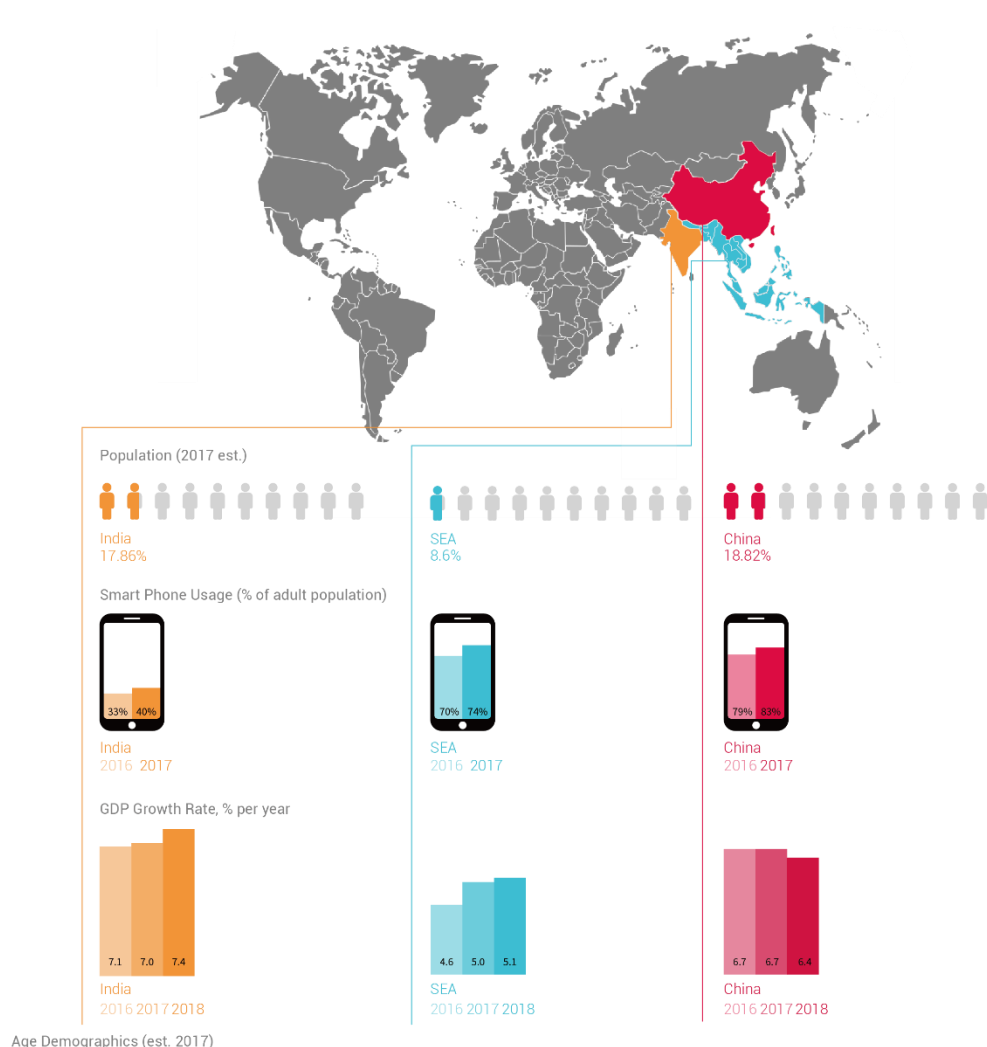 Population (2017 est.)
India
17.86%
SEA
8.6%
China
18.82%
Smart Phone Usage (% of adult population)
33% 40%
70% 74%
79% 83%
India
2016 2017
SEA
2016 2017
China
2016 2017
GDP Growth Rate, % per year
7.1 7.0 7.4
4.6 5.0 5.1
6.7 6.7 6.4
India
2016 2017 2018
SEA
2016 2017 2018
China
2016 2017 2018
Age Demographics (est. 2017)